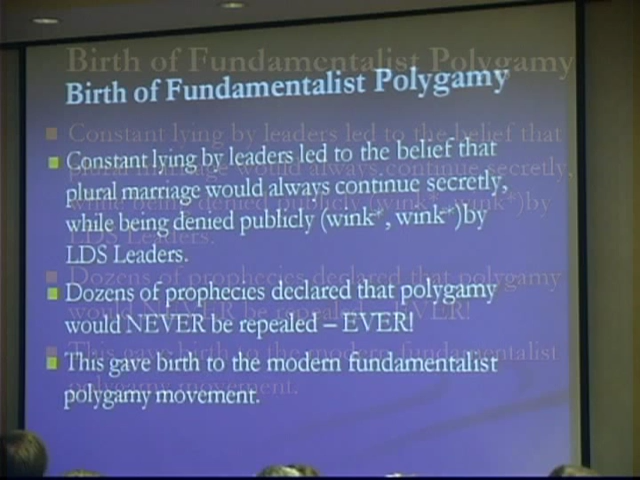 Birth of Fundamentalist Polygamy
Constant lying by leaders led to the belief that
plural marriage would always continue secretly,
while being denied publicly (wink*, wink*)by
LDS Leaders.
Dozens of prophecies declared that polygamy
would NEVER be repealed – EVER!
This gave birth to the modern fundamentalist
polygamy movement.